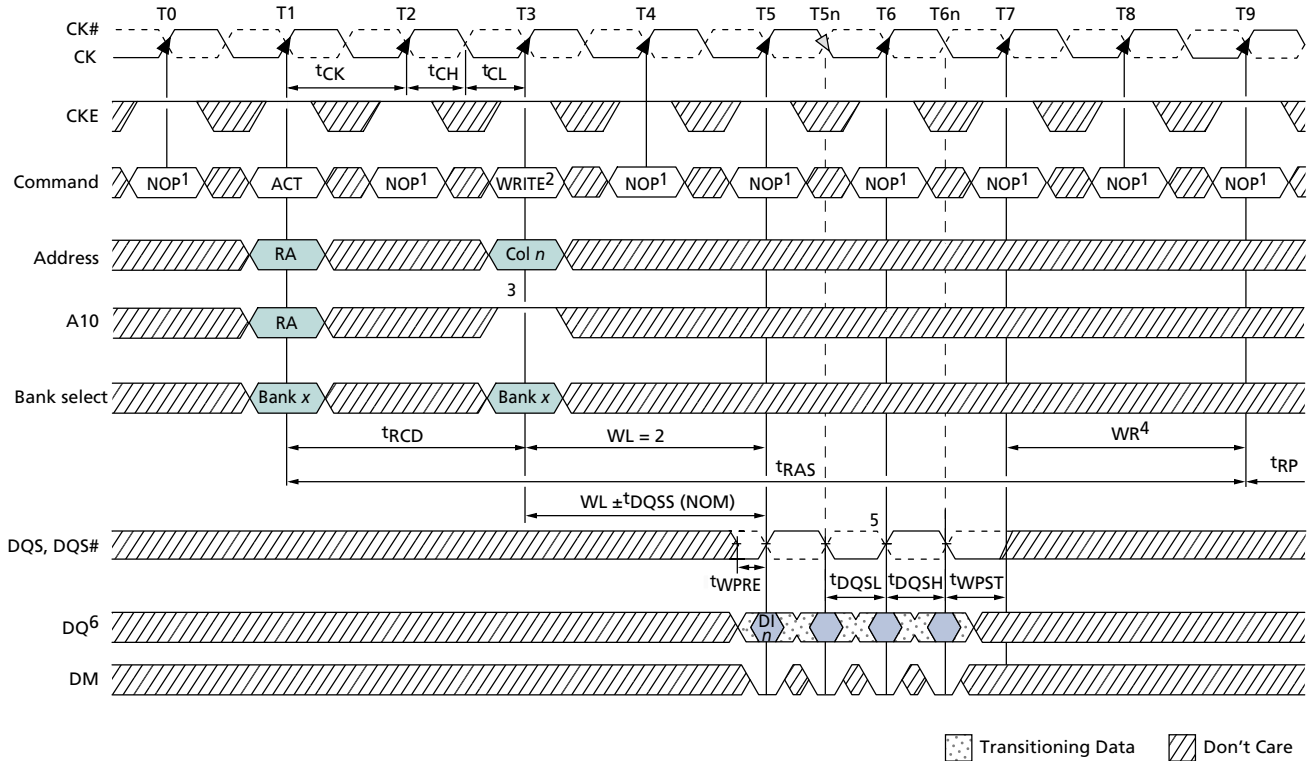 T0 T1 T2 T3 T4 T5 T5n T6 T6n T7 T8 T9
CK#
CK
tCK tCH tCL
CKE
Command NOP1 ACT NOP1 WRITE2 NOP1 NOP1 NOP1 NOP1 NOP1 NOP1
Address RA Col n
3
A10 RA
Bank select Bank x Bank x
tRCD WL = 2 WR4
tRAS tRP
WL ±tDQSS (NOM)
5
DQS, DQS#
tWPRE tDQSL tDQSH tWPST
DQ6 DI
n
DM
Transitioning Data Don't Care